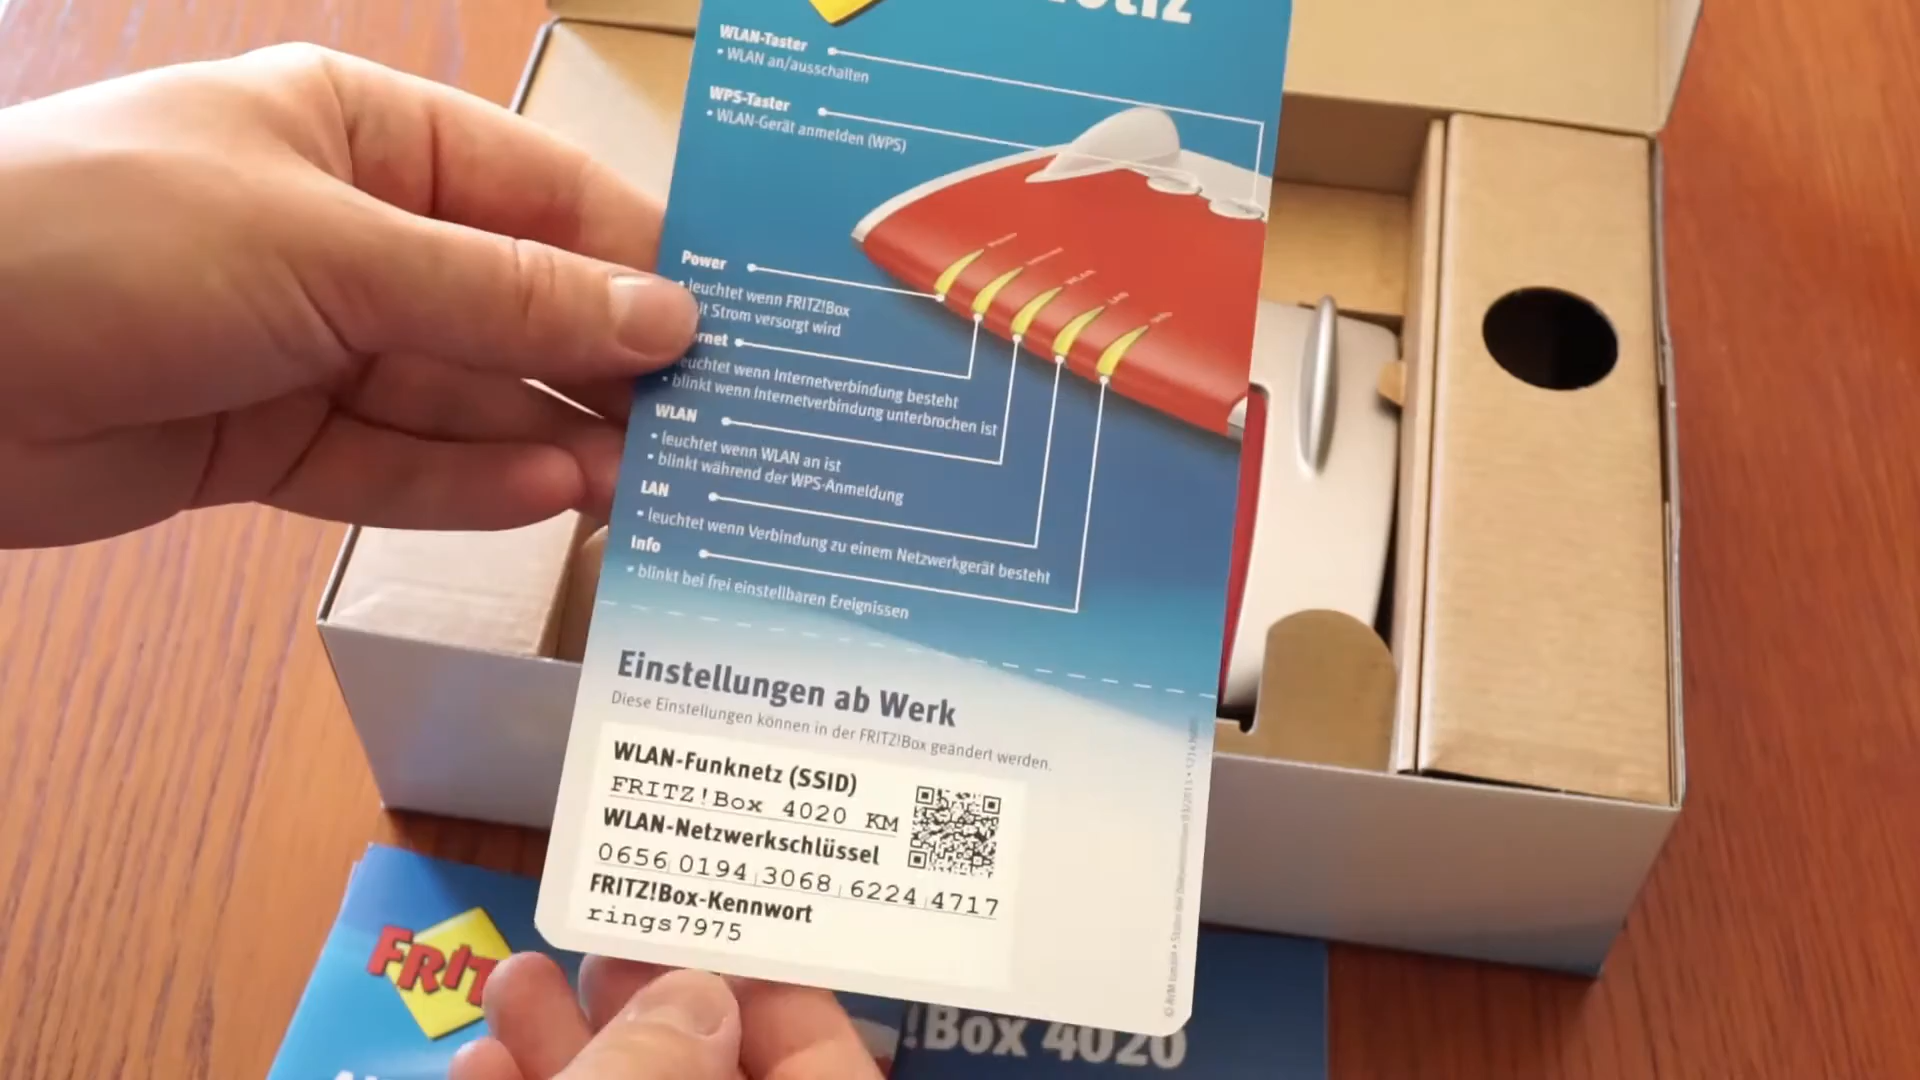 WLAN-Taster
• WLAN an/ausschalten
WPS-Taster
• WLAN-Gerät anmelden (WPS)
Power
• leuchtet wenn FRITZ!Box
Strom versorgt wird
leuchtet wenn Internetverbindung besteht
• blinkt wenn Internetverbindung unterbrochen ist
WLAN
• leuchtet wenn WLAN an ist
• blinkt während der WPS-Anmeldung
LAN
• leuchtet wenn Verbindung zu einem Netzwerkgerät besteht
Info
• blinkt bei frei einstellbaren Ereignissen
Einstellungen ab Werk
Diese Einstellungen können in der FRITZ!Box geändert werden.
WLAN-Funknetz (SSID)
FRITZ!Box 4020 KM
WLAN-Netzwerkschlüssel
0656 0194 3068 6224 4717
FRITZ!Box-Kennwort
rings7975
FRIT
!Box 4020